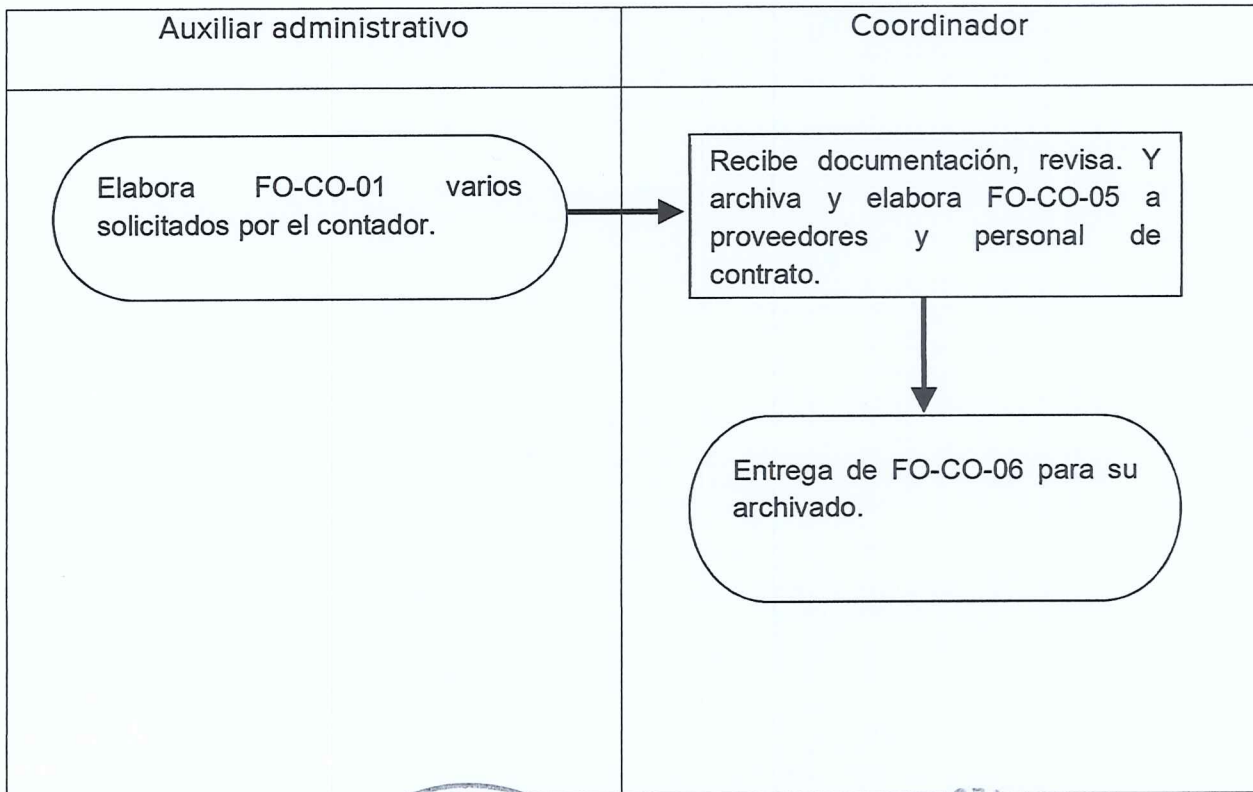 Auxiliar administrativo
Coordinador
Elabora FO-CO-01 varios
solicitados por el contador.
Recibe documentación, revisa. Y
archiva y elabora FO-CO-05 a
proveedores y personal de
contrato.
Entrega de FO-CO-06 para su
archivado.